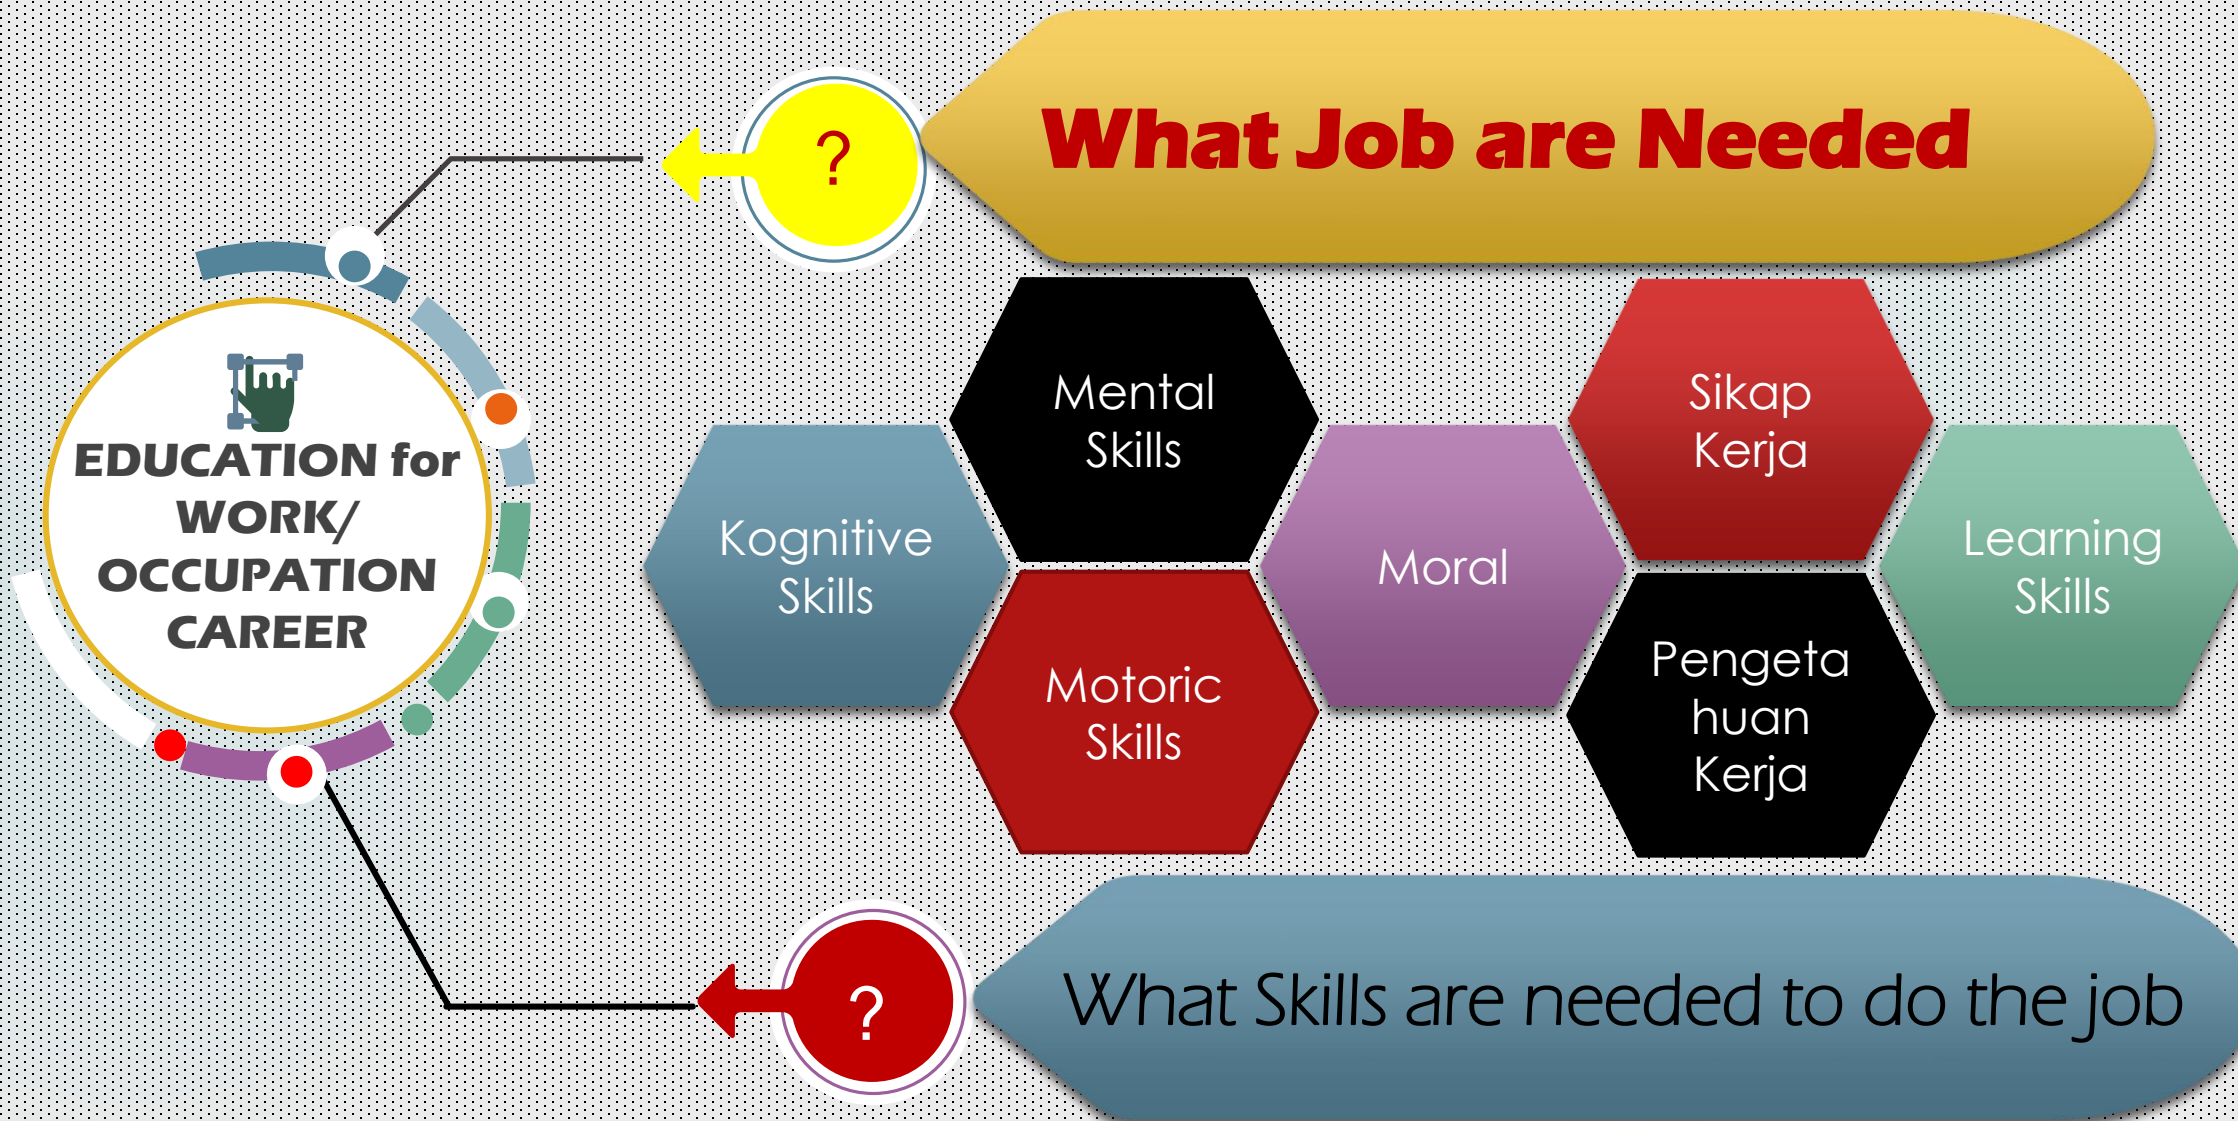 ?
What Job are Needed
EDUCATION for
WORK/
OCCUPATION
CAREER
Kognitive
Skills
Mental
Skills
Motoric
Skills
Moral
Sikap
Kerja
Pengeta
huan
Kerja
Learning
Skills
?
What Skills are needed to do the job